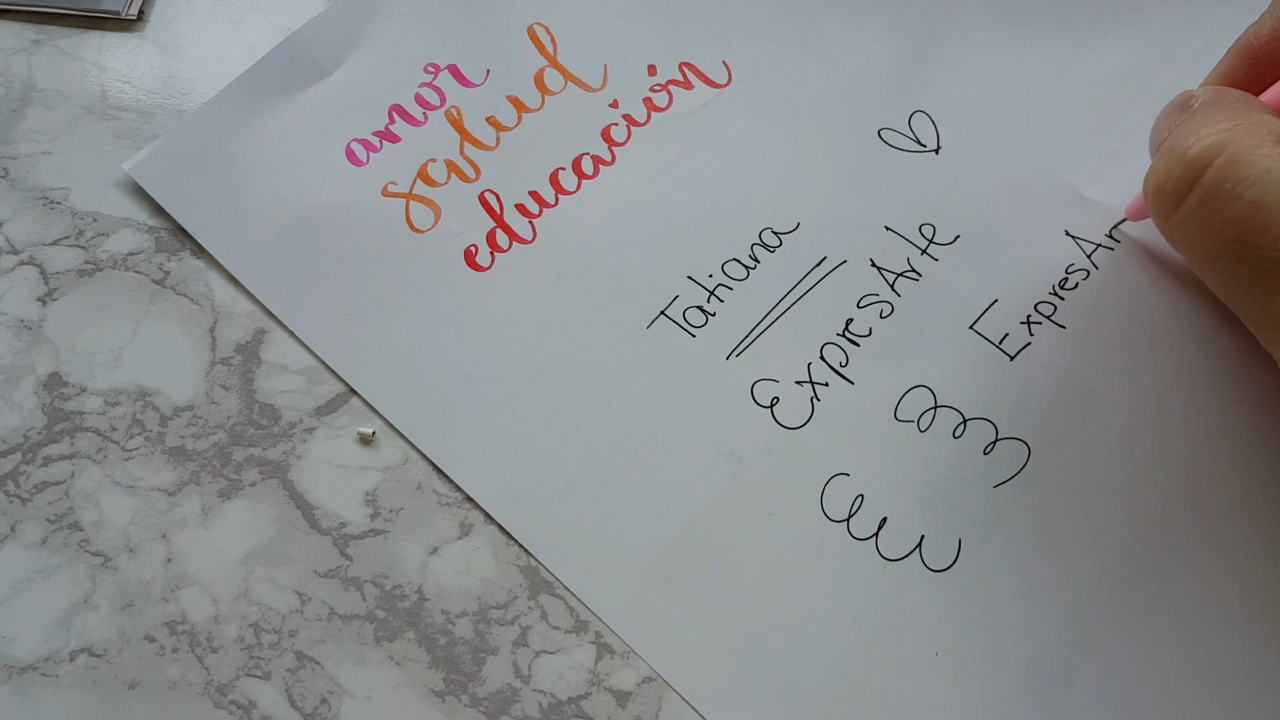 amor
salud
educación
Tatiana
ExpresArte
ExpresAr